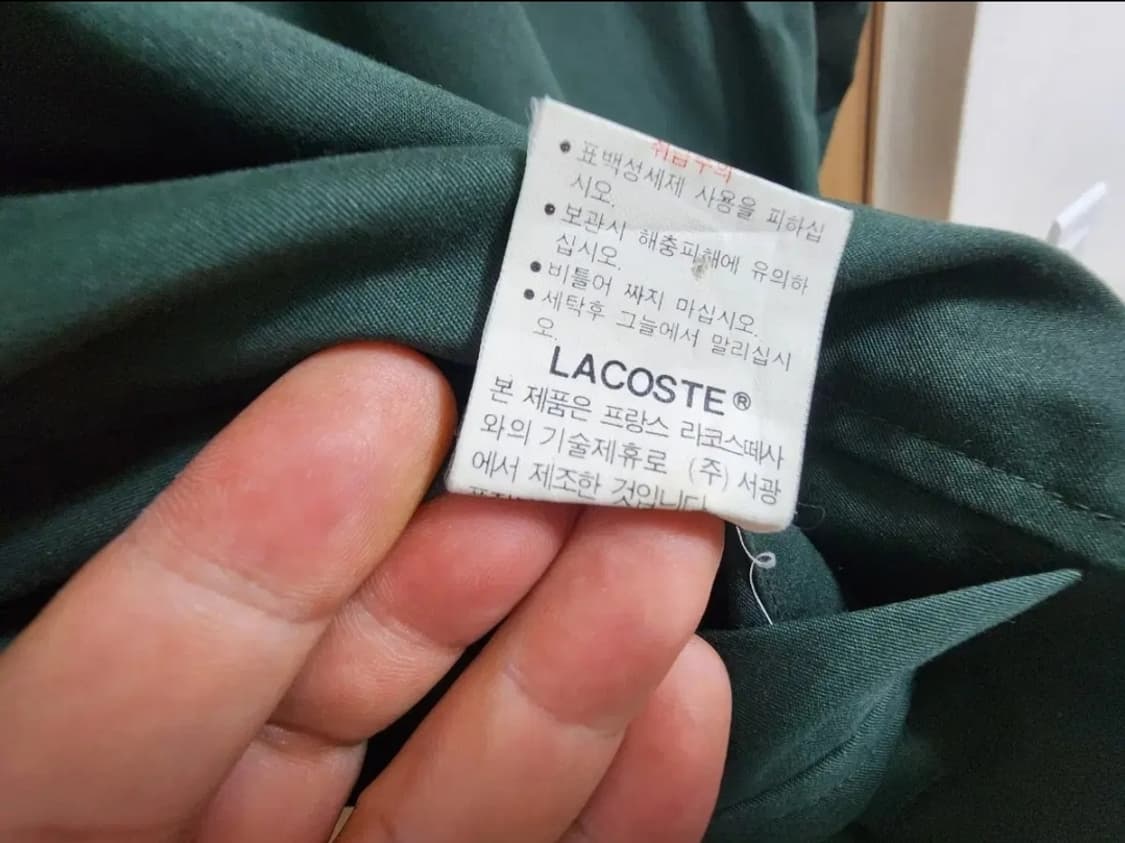 취급주의
● 표백성세제 사용을 피하십
시오.
● 보관시 해충피해에 유의하
십시오.
● 비틀어 짜지 마십시오.
● 세탁후 그늘에서 말리십시
오.
LACOSTE®
본 제품은 프랑스 라코스떼사
와의 기술제휴로 (주) 서광
에서 제조한 것입니다